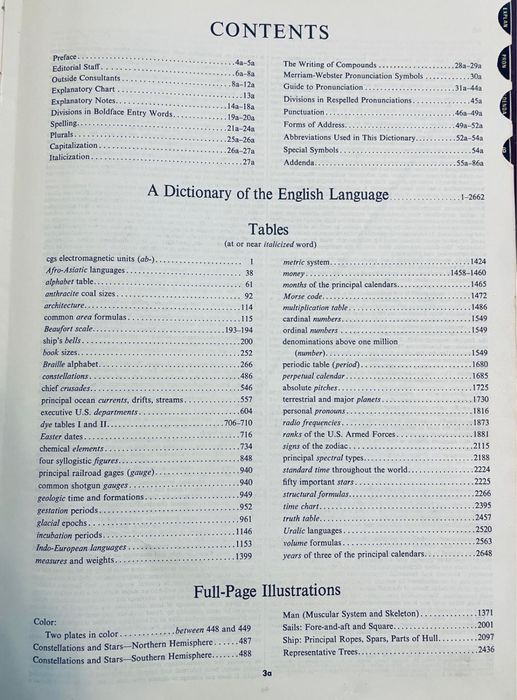 CONTENTS
Preface.....4a–5a
Editorial Staff.....6a–8a
Outside Consultants.....8a–12a
Explanatory Chart.....13a
Explanatory Notes.....14a–18a
Divisions in Boldface Entry Words.....19a–20a
Spelling.....21a–24a
Plurals.....25a–26a
Capitalization.....26a–27a
Italicization.....27a
The Writing of Compounds.....28a–29a
Merriam-Webster Pronunciation Symbols.....30a
Guide to Pronunciation.....31a–44a
Divisions in Respelled Pronunciations.....45a
Punctuation.....46a–49a
Forms of Address.....49a–52a
Abbreviations Used in This Dictionary.....52a–54a
Special Symbols.....54a
Addenda.....55a–86a
A Dictionary of the English Language.....1–2662
Tables
(at or near italicized word)
cgs electromagnetic units (ab-).....1
Afro-Asiatic languages.....38
alphabet table.....61
anthracite coal sizes.....92
architecture.....114
common area formulas.....115
Beaufort scale.....193–194
ship's bells.....200
book sizes.....252
Braille alphabet.....266
constellations.....486
chief crusades.....546
principal ocean currents, drifts, streams.....557
executive U.S. departments.....604
dye tables I and II.....706–710
Easter dates.....716
chemical elements.....734
four syllogistic figures.....848
principal railroad gages (gauge).....940
common shotgun gauges.....940
geologic time and formations.....949
gestation periods.....952
glacial epochs.....961
incubation periods.....1146
Indo-European languages.....1153
measures and weights.....1399
metric system.....1424
money.....1458–1460
months of the principal calendars.....1465
Morse code.....1472
multiplication table.....1486
cardinal numbers.....1549
ordinal numbers.....1549
denominations above one million
(number).....1549
periodic table (period).....1680
perpetual calendar.....1685
absolute pitches.....1725
terrestrial and major planets.....1730
personal pronouns.....1816
radio frequencies.....1873
ranks of the U.S. Armed Forces.....1881
signs of the zodiac.....2115
principal spectral types.....2188
standard time throughout the world.....2224
fifty important stars.....2225
structural formulas.....2266
time chart.....2395
truth table.....2457
Uralic languages.....2520
volume formulas.....2563
years of three of the principal calendars.....2648
Full-Page Illustrations
Color:
Two plates in color.....between 448 and 449
Constellations and Stars—Northern Hemisphere.....487
Constellations and Stars—Southern Hemisphere.....488
Man (Muscular System and Skeleton).....1371
Sails: Fore-and-aft and Square.....2001
Ship: Principal Ropes, Spars, Parts of Hull.....2097
Representative Trees.....2436
3a